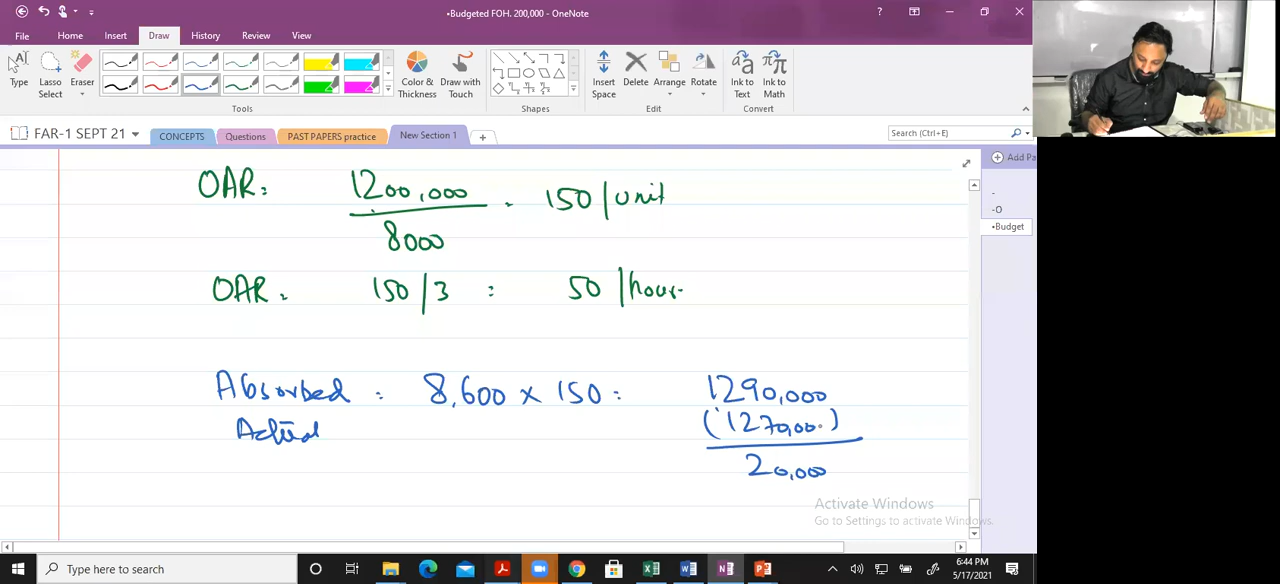 •Budgeted FOH. 200,000 - OneNote
File Home Insert Draw History Review View
Type
Lasso Select
Eraser
Color & Thickness
Draw with Touch
Insert Space
Delete
Arrange
Rotate
Ink to Text
Ink to Math
Tools
Shapes
Edit
Convert
FAR-1 SEPT 21
CONCEPTS
Questions
PAST PAPERS practice
New Section 1
Search (Ctrl+E)
Add Pa
-
-O
•Budget
OAR = 1200,000 / 8000 = 150 / unit
OAR = 150 / 3 = 50 / hour
Absorbed = 8,600 × 150 = 1290,000
Actual (1270,000)
20,000
Activate Windows
Go to Settings to activate Windows.
Type here to search
6:44 PM
5/17/2021